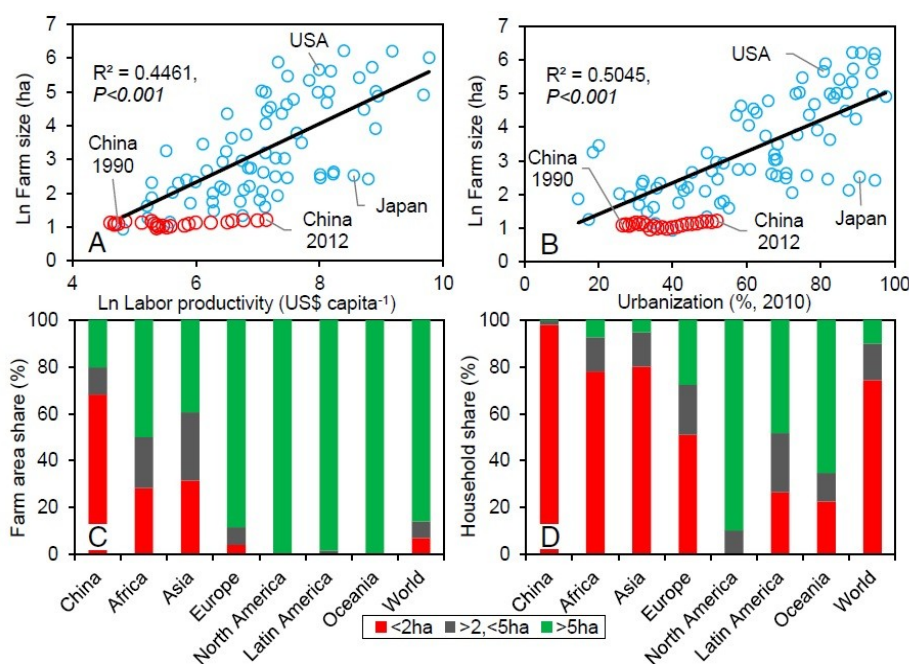 7
6
5
4
3
2
1
0
Ln Farm size (ha)
R² = 0.4461,
P<0.001
USA
China
1990
Japan
China
2012
A
4
6
8
10
Ln Labor productivity (US$ capita⁻¹)
7
6
5
4
3
2
1
0
Ln Farm size (ha)
R² = 0.5045,
P<0.001
USA
China
1990
Japan
China
2012
B
0
20
40
60
80
100
Urbanization (%, 2010)
100
80
60
40
20
0
Farm area share (%)
C
China
Africa
Asia
Europe
North America
Latin America
Oceania
World
100
80
60
40
20
0
Household share (%)
D
China
Africa
Asia
Europe
North America
Latin America
Oceania
World
<2ha
>2,<5ha
>5ha